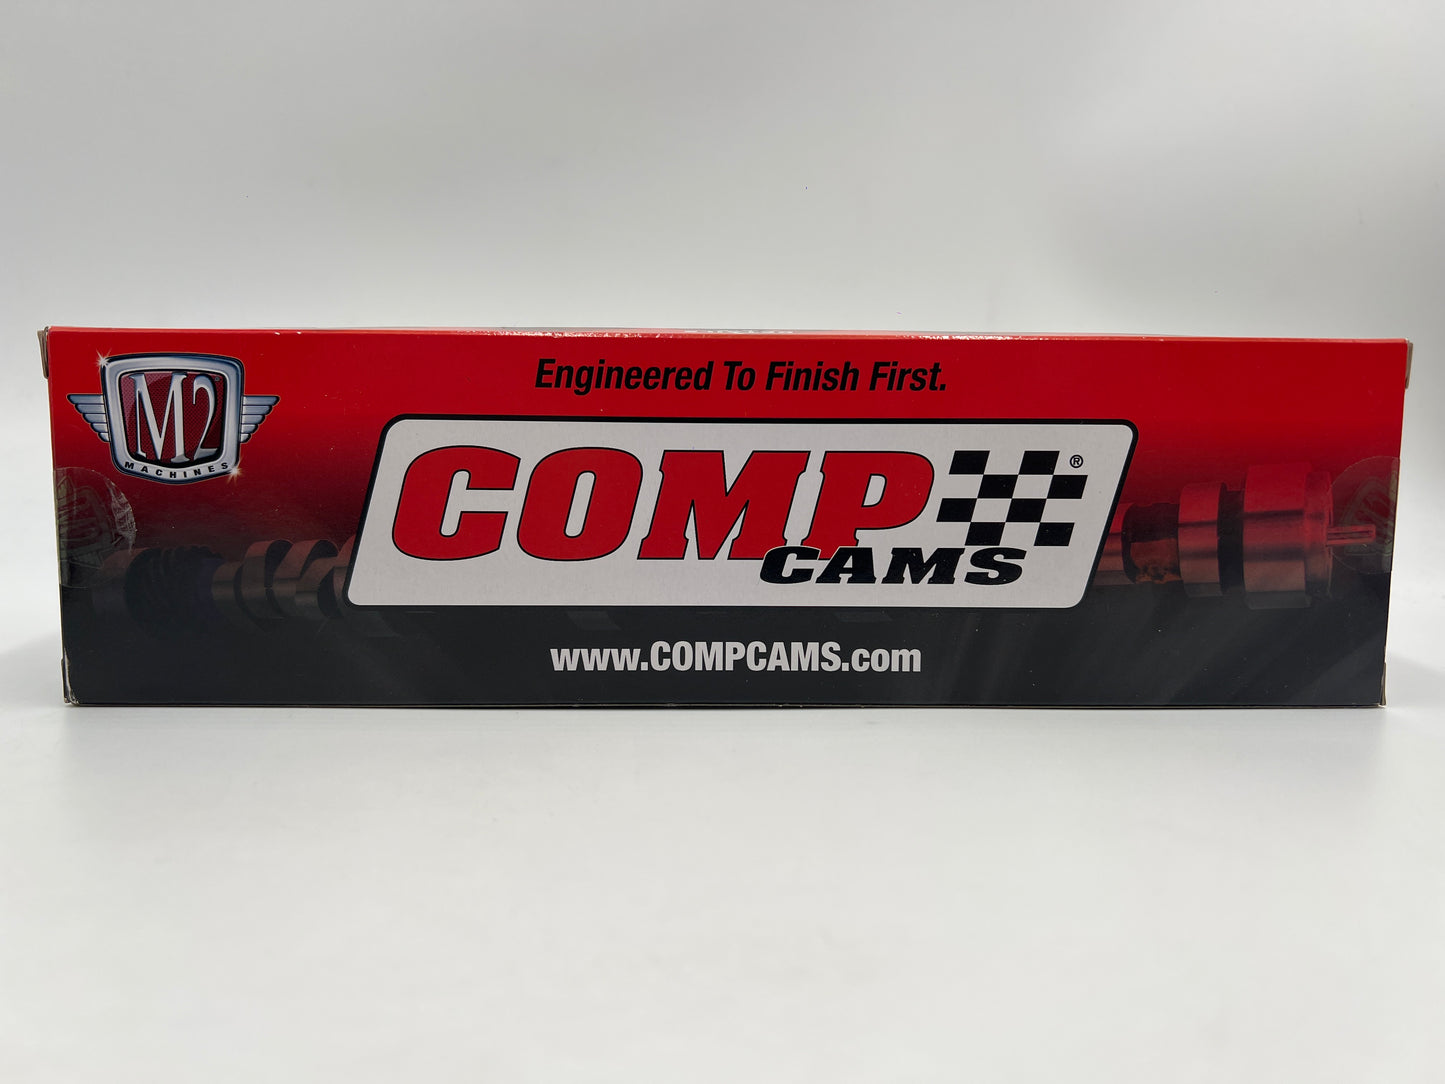 Engineered To Finish First.
M2
MACHINES
COMP
®
CAMS
www.COMPCAMS.com